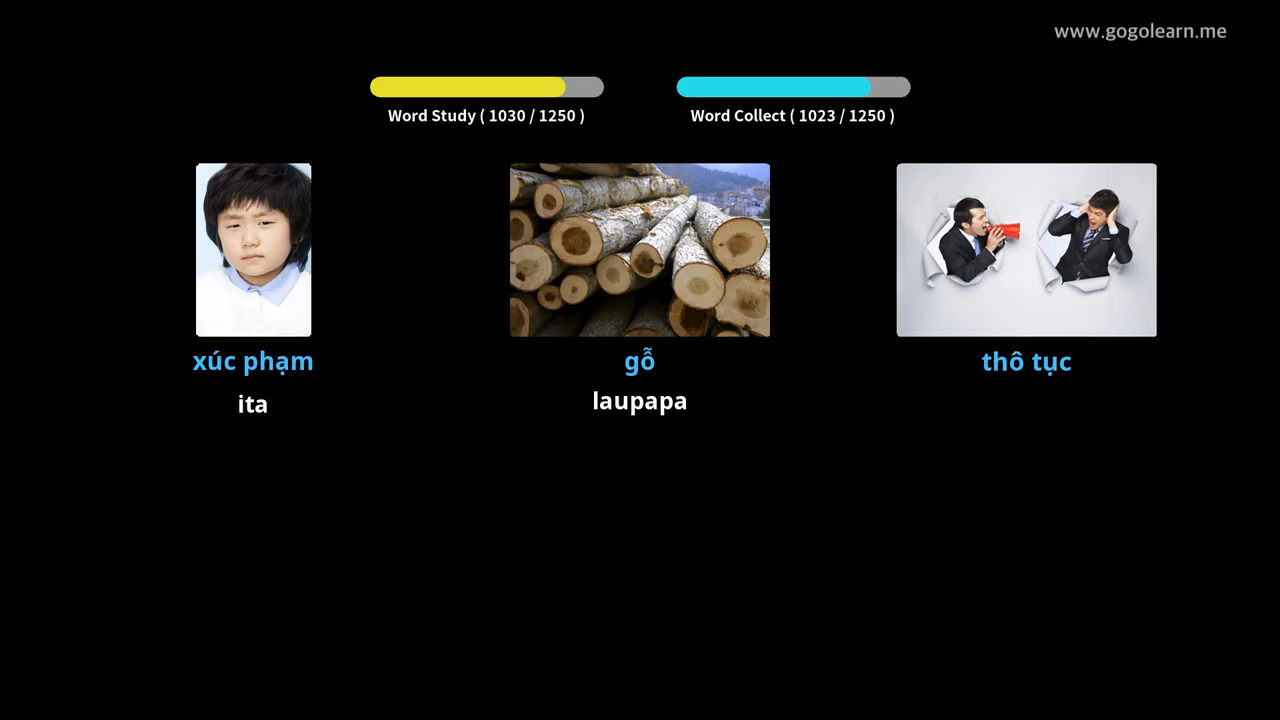 www.gogolearn.me
Word Study ( 1030 / 1250 )
Word Collect ( 1023 / 1250 )
xúc phạm
gỗ
thô tục
ita
laupapa